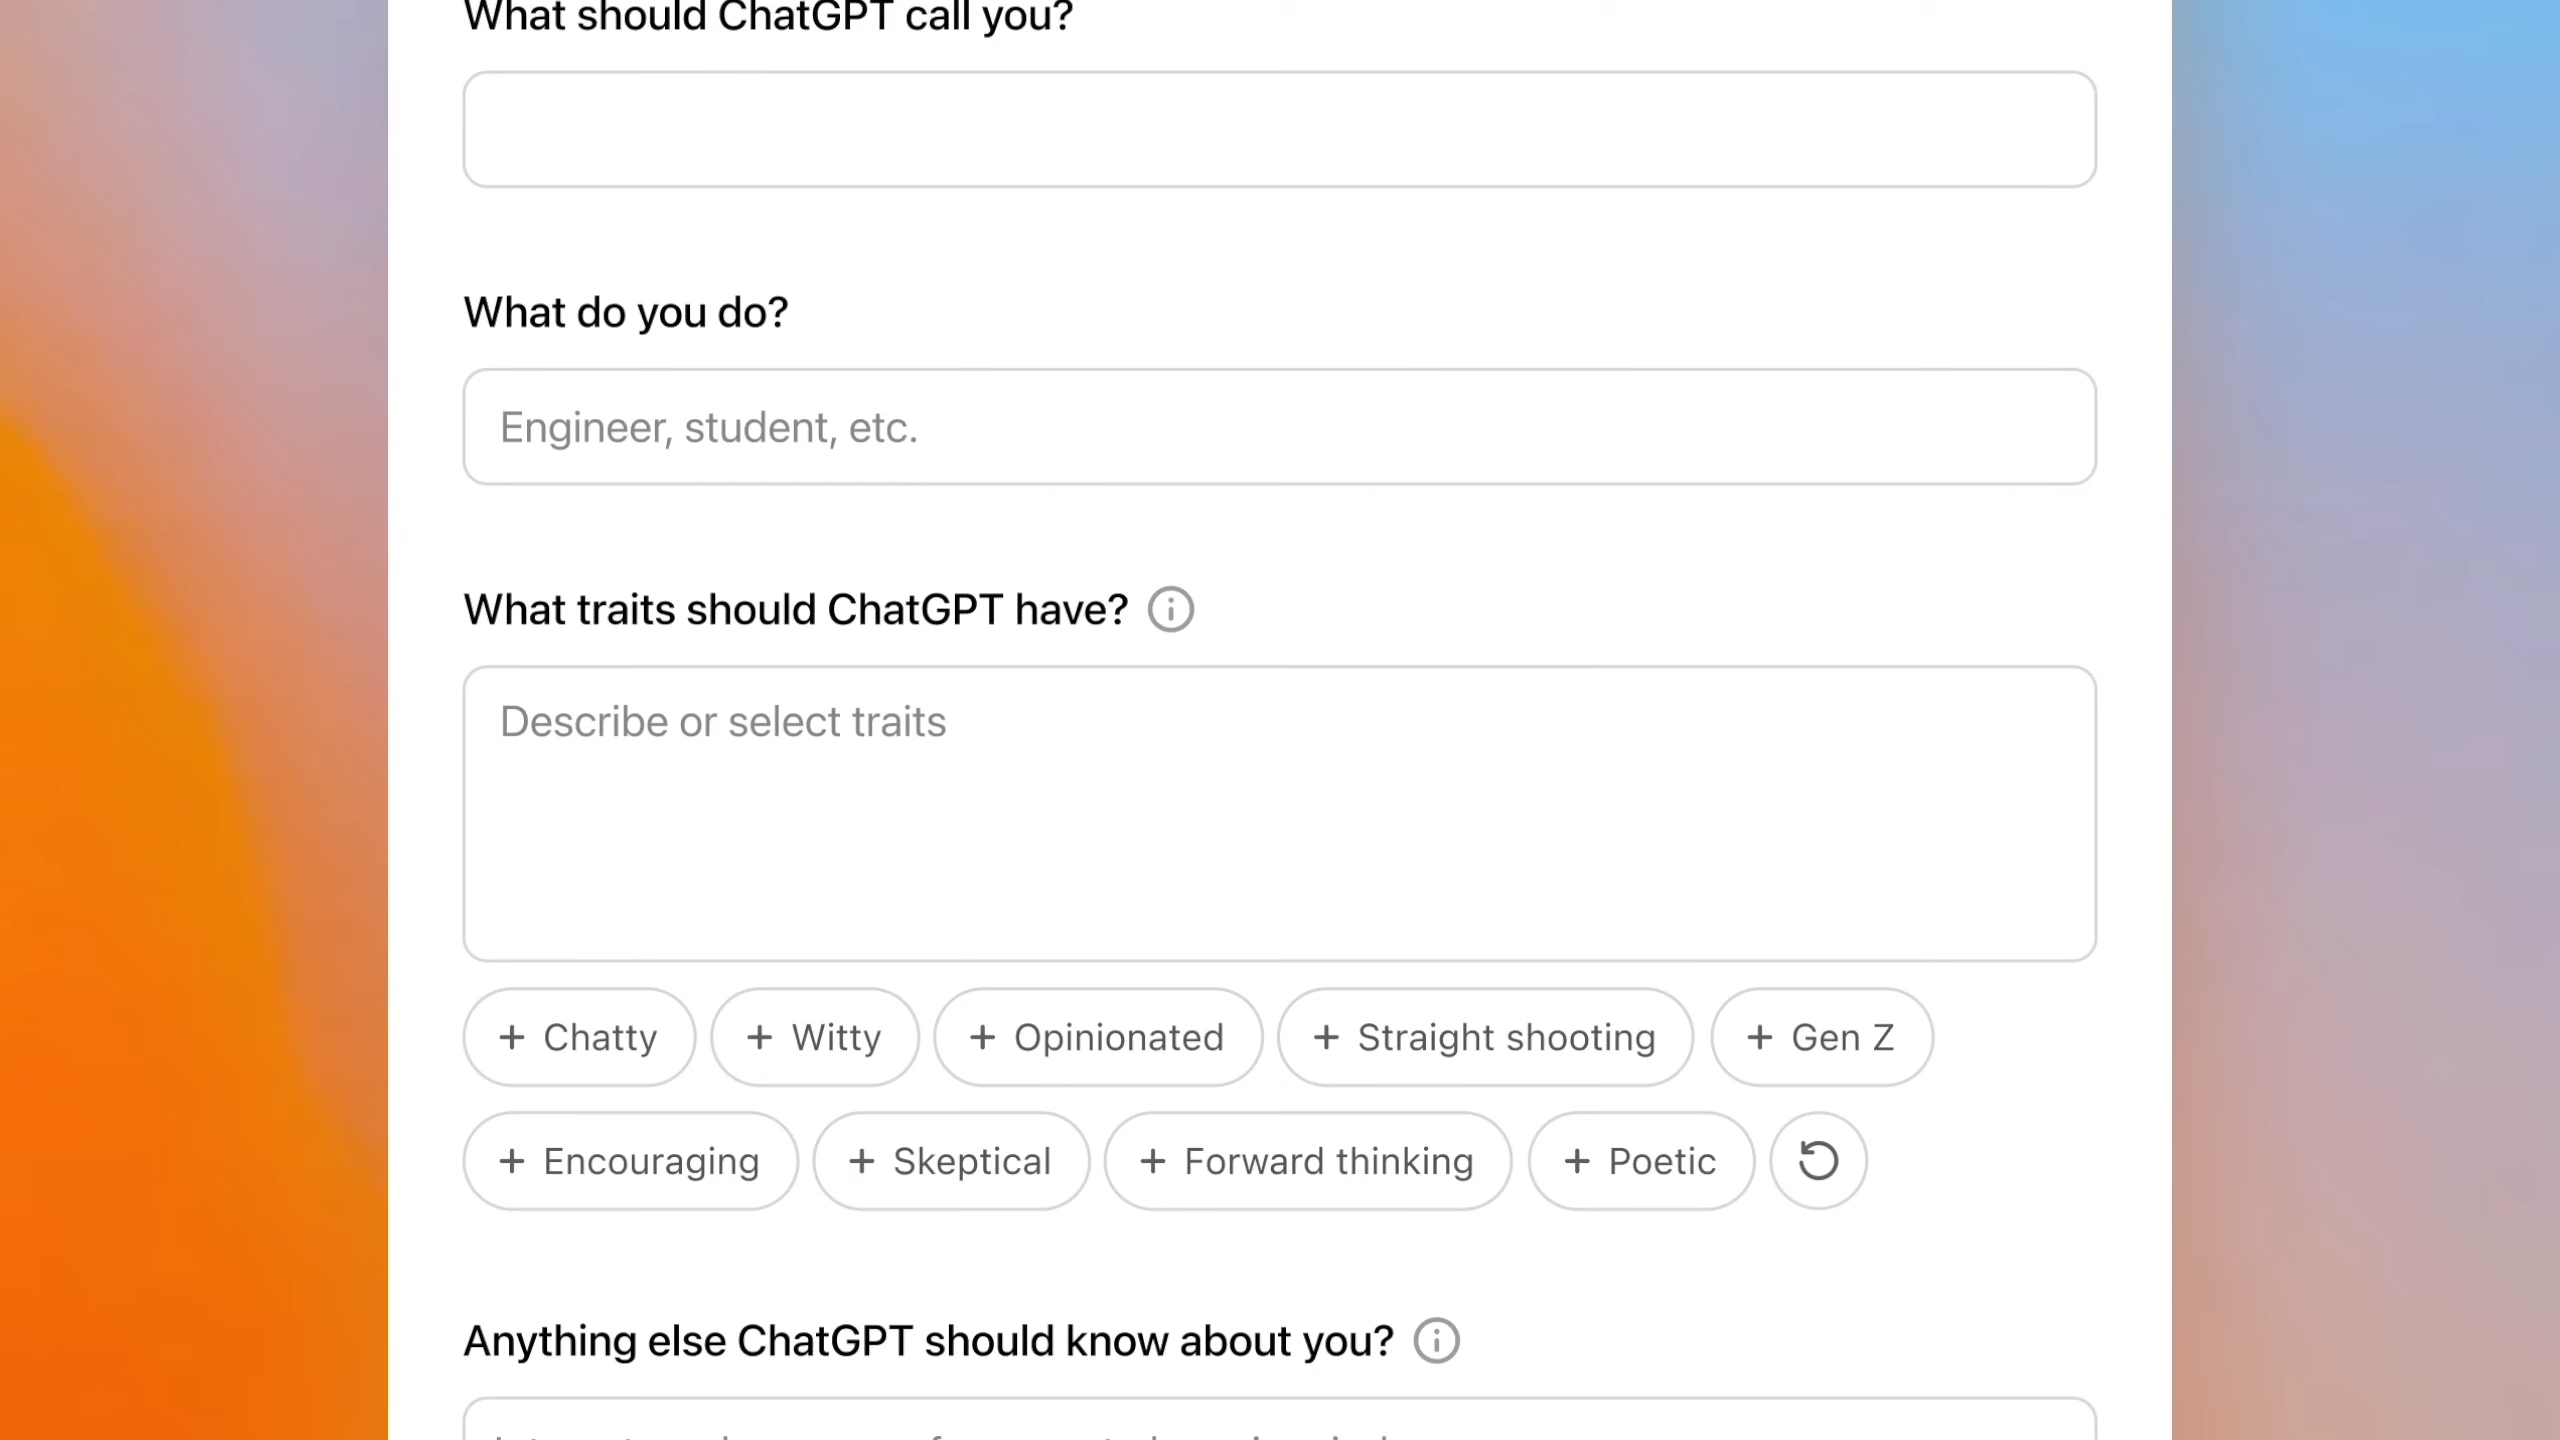 What should ChatGPT call you?
What do you do?
Engineer, student, etc.
What traits should ChatGPT have?
Describe or select traits
+ Chatty + Witty + Opinionated + Straight shooting + Gen Z
+ Encouraging + Skeptical + Forward thinking + Poetic
Anything else ChatGPT should know about you?